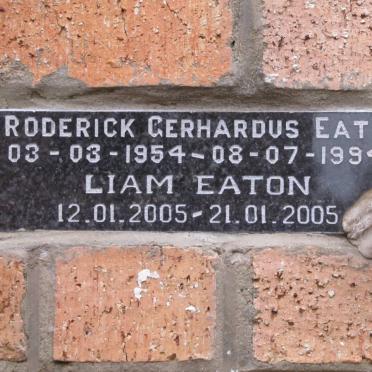 RODERICK GERHARDUS EAT
03-03-1954-08-07-199
LIAM EATON
12.01.2005-21.01.2005